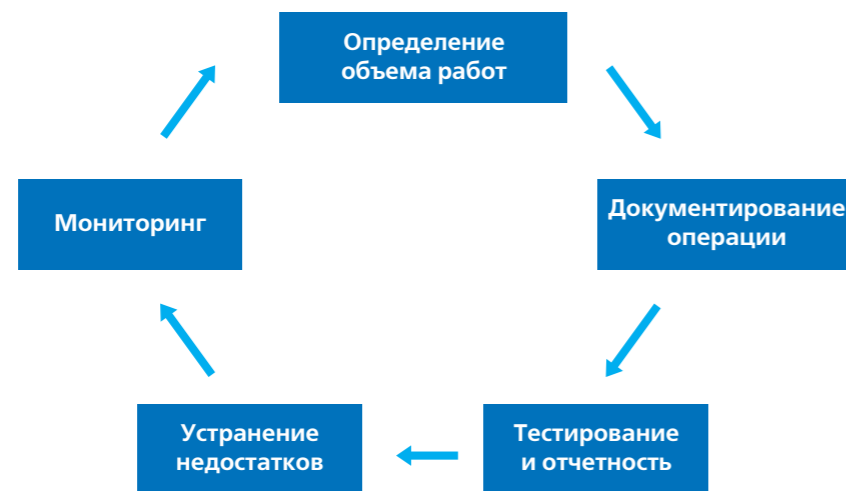 Определение
объема работ
Документирование
операции
Тестирование
и отчетность
Устранение
недостатков
Мониторинг